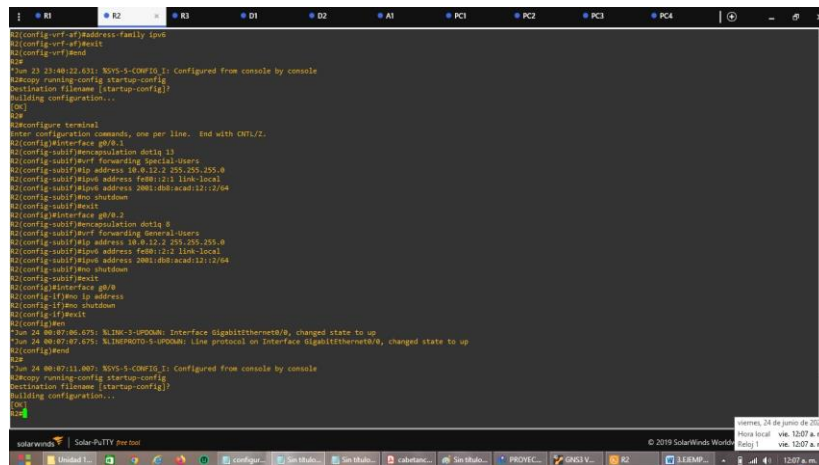 R1 R2 R3 D1 D2 A1 PC1 PC2 PC3 PC4
R2(config-vrf-af)#address-family ipv6
R2(config-vrf-af)#exit
R2(config-vrf)#end
R2#
*Jun 23 23:40:22.631: %SYS-5-CONFIG_I: Configured from console by console
R2#copy running-config startup-config
Destination filename [startup-config]?
Building configuration...
[OK]
R2#
R2#configure terminal
Enter configuration commands, one per line. End with CNTL/Z.
R2(config)#interface g0/0.1
R2(config-subif)#encapsulation dot1q 13
R2(config-subif)#vrf forwarding Special-Users
R2(config-subif)#ip address 10.0.12.2 255.255.255.0
R2(config-subif)#ipv6 address fe80::2:1 link-local
R2(config-subif)#ipv6 address 2001:db8:acad:12::2/64
R2(config-subif)#no shutdown
R2(config-subif)#exit
R2(config)#interface g0/0.2
R2(config-subif)#encapsulation dot1q 8
R2(config-subif)#vrf forwarding General-Users
R2(config-subif)#ip address 10.0.12.2 255.255.255.0
R2(config-subif)#ipv6 address fe80::2:2 link-local
R2(config-subif)#ipv6 address 2001:db8:acad:12::2/64
R2(config-subif)#no shutdown
R2(config-subif)#exit
R2(config)#interface g0/0
R2(config-if)#no ip address
R2(config-if)#no shutdown
R2(config-if)#exit
R2(config)#en
*Jun 24 00:07:06.675: %LINK-3-UPDOWN: Interface GigabitEthernet0/0, changed state to up
*Jun 24 00:07:07.675: %LINEPROTO-5-UPDOWN: Line protocol on Interface GigabitEthernet0/0, changed state to up
R2(config)#end
R2#
*Jun 24 00:07:11.007: %SYS-5-CONFIG_I: Configured from console by console
R2#copy running-config startup-config
Destination filename [startup-config]?
Building configuration...
[OK]
R2#
viernes, 24 de junio de 202
Hora local vie. 12:07 a. m
Reloj 1 vie. 12:07 a. m
solarwinds | Solar-PuTTY free tool © 2019 SolarWinds Worldw
Unidad 1... configur... Sin título... Sin título... cabetanc... Sin título... PROYEC... GNS3 V... R2 3.EJEMP... 12:07 a. m.